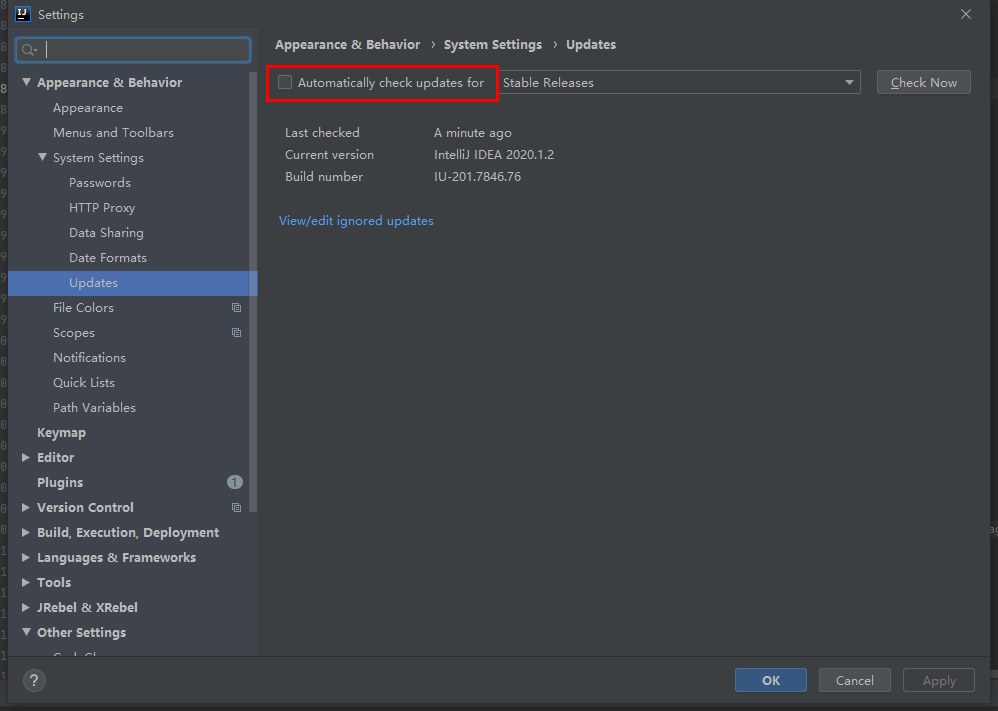 Settings
Appearance & Behavior › System Settings › Updates
Appearance & Behavior
Appearance
Menus and Toolbars
System Settings
Passwords
HTTP Proxy
Data Sharing
Date Formats
Updates
File Colors
Scopes
Notifications
Quick Lists
Path Variables
Keymap
Editor
Plugins 1
Version Control
Build, Execution, Deployment
Languages & Frameworks
Tools
JRebel & XRebel
Other Settings
Automatically check updates for Stable Releases Check Now
Last checked A minute ago
Current version IntelliJ IDEA 2020.1.2
Build number IU-201.7846.76
View/edit ignored updates
? OK Cancel Apply